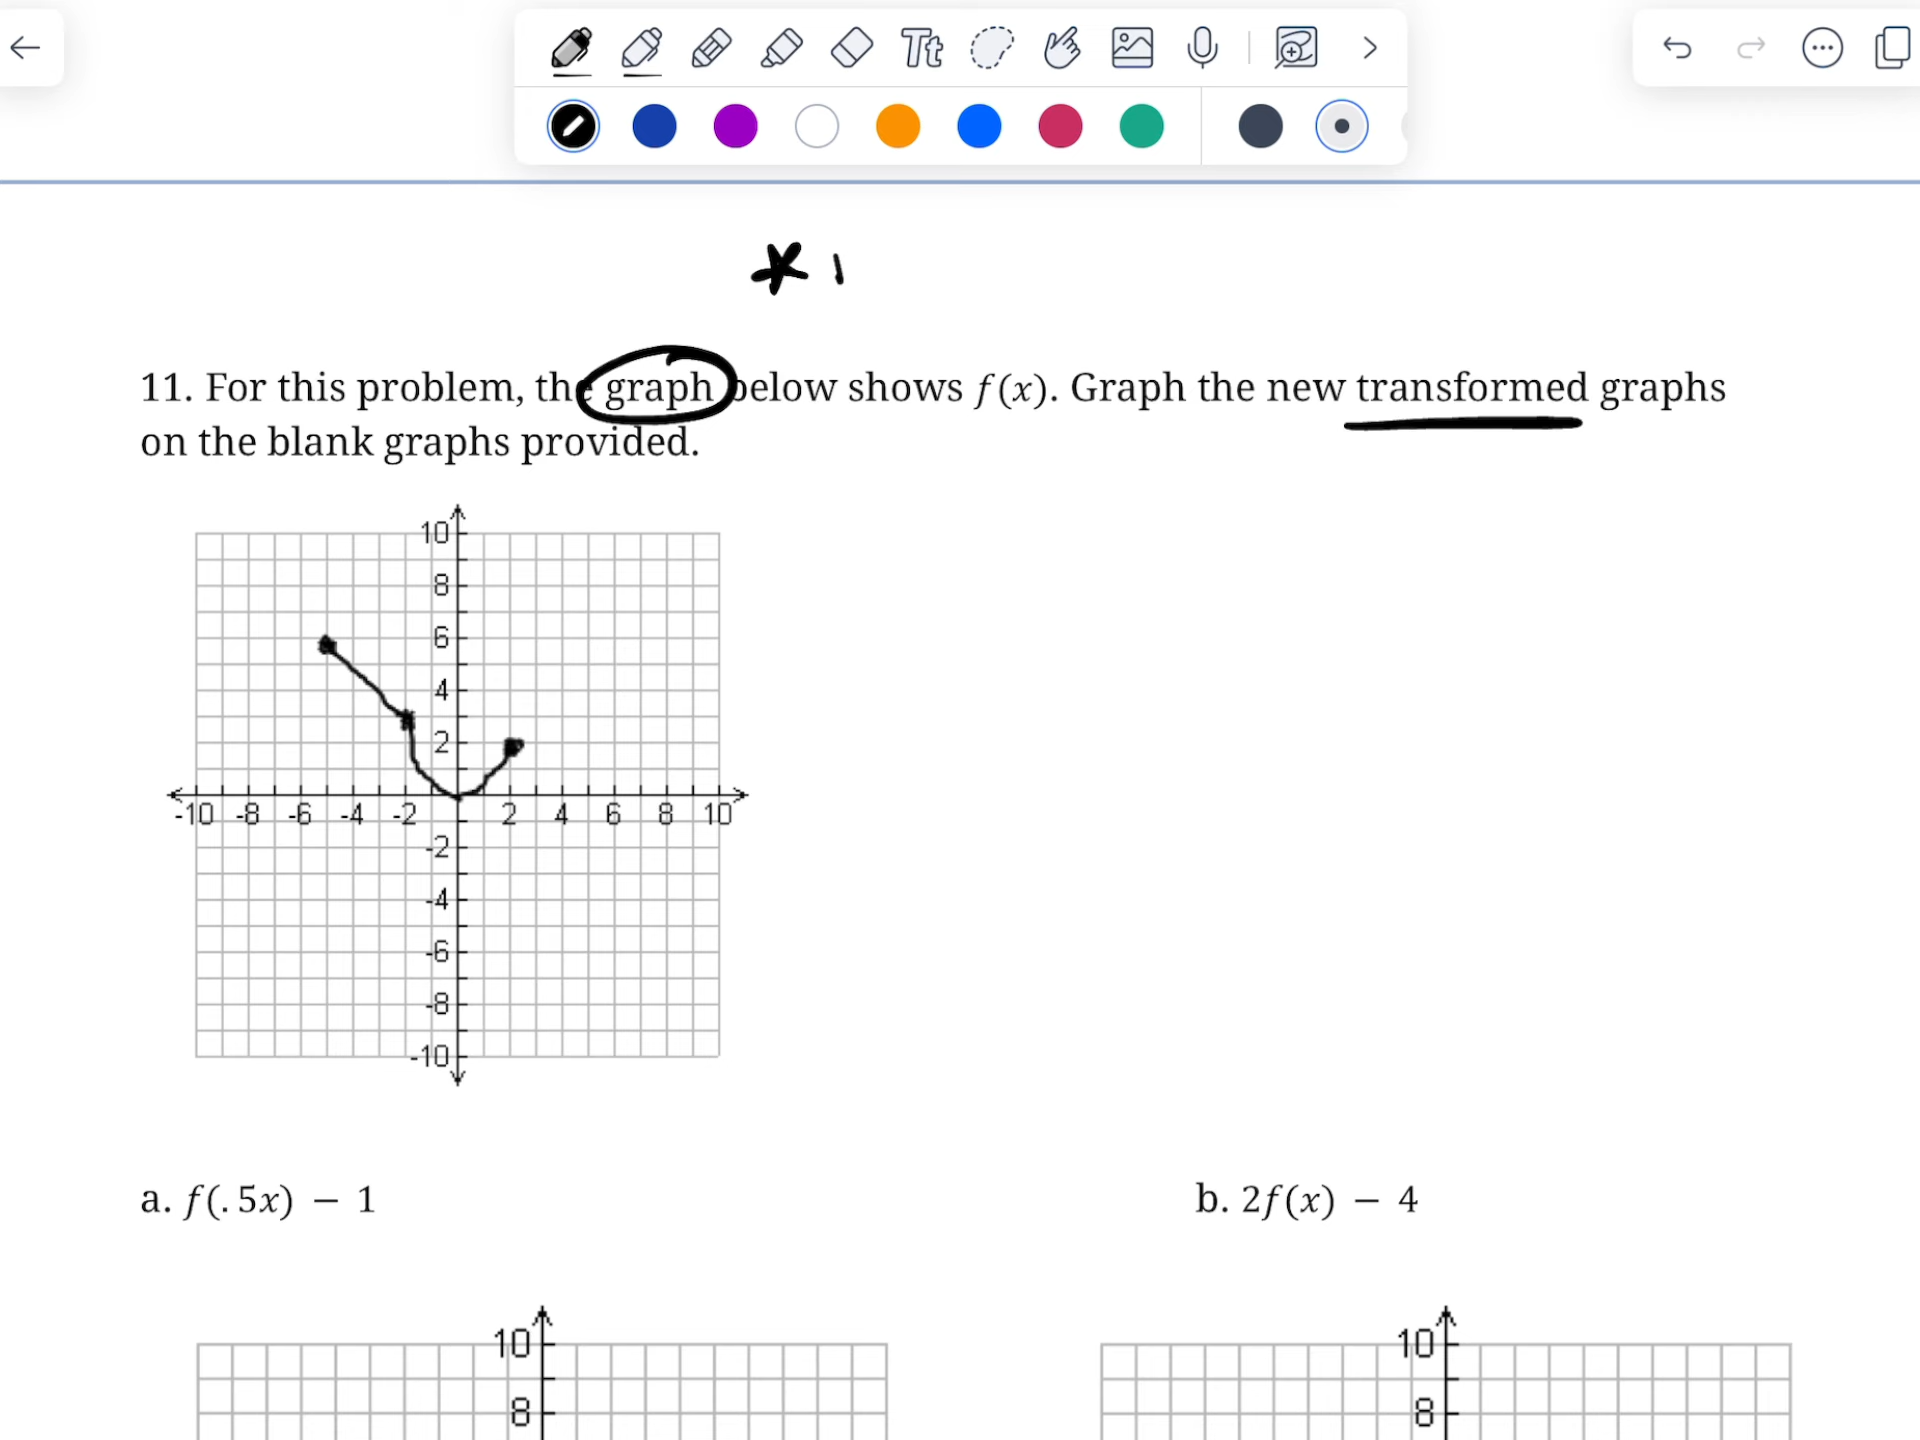 Tt
* 1
11. For this problem, the graph below shows f(x). Graph the new transformed graphs
on the blank graphs provided.
10
8
6
4
2
-10 -8 -6 -4 -2 2 4 6 8 10
-2
-4
-6
-8
-10
a. f(.5x) − 1
b. 2f(x) − 4
10
8
10
8